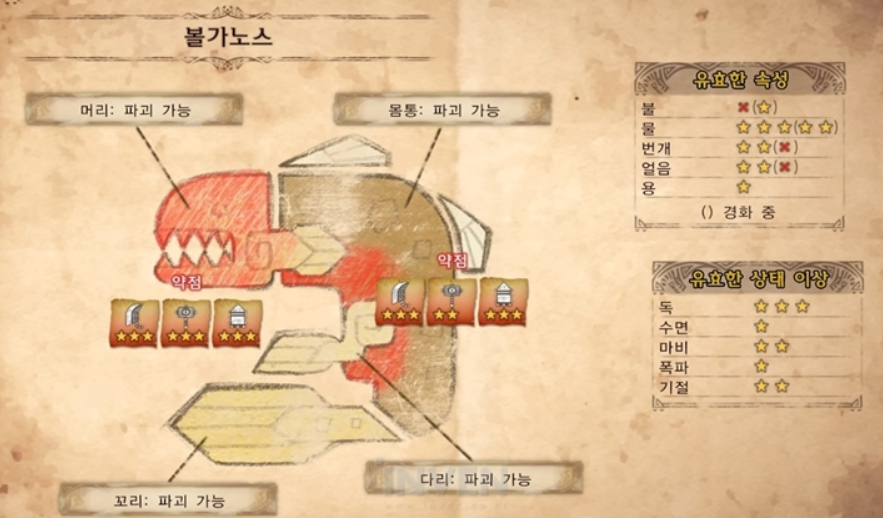 볼가노스
머리: 파괴 가능
몸통: 파괴 가능
약점
약점
꼬리: 파괴 가능
다리: 파괴 가능
INVEN
유효한 속성
불 ✖(★)
물 ★★★(★★)
번개 ★★(✖)
얼음 ★★(✖)
용 ★
() 경화 중
유효한 상태 이상
독 ★★★
수면 ★
마비 ★★
폭파 ★
기절 ★★